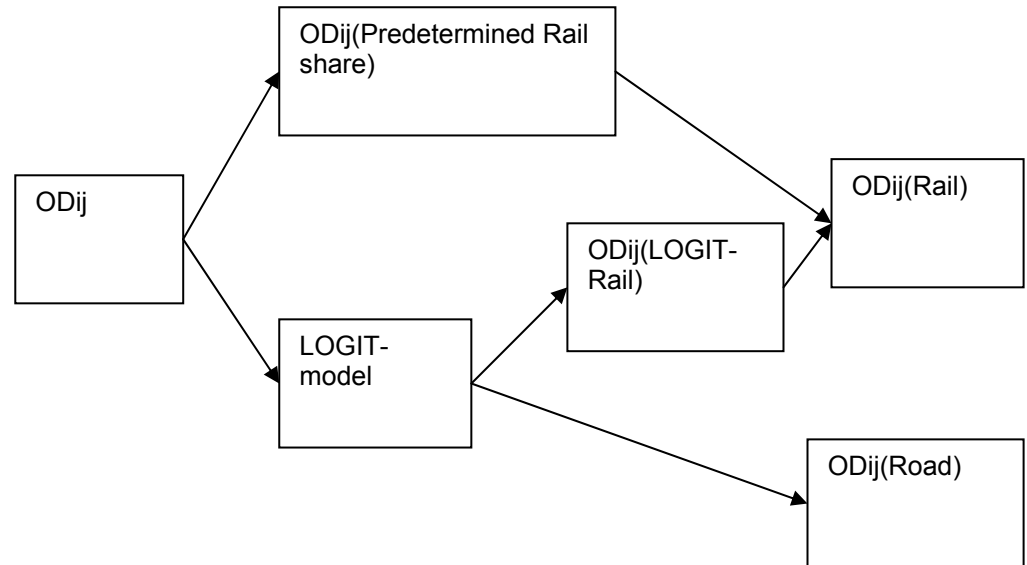 ODij(Predetermined Rail
share)
ODij
ODij(Rail)
ODij(LOGIT-
Rail)
LOGIT-
model
ODij(Road)